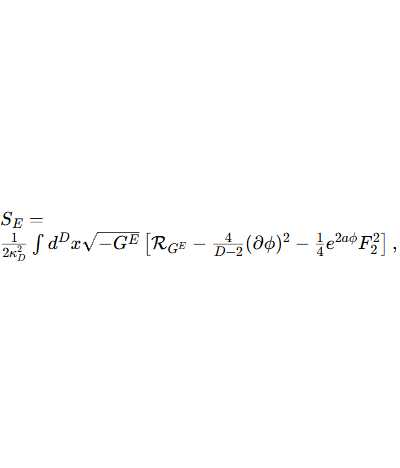 S_E =
\frac{1}{2\kappa_D^2} \int d^D x \sqrt{-G^E} \left[ \mathcal{R}_{G^E} - \frac{4}{D-2} (\partial\phi)^2 - \frac{1}{4} e^{2a\phi} F_2^2 \right] ,